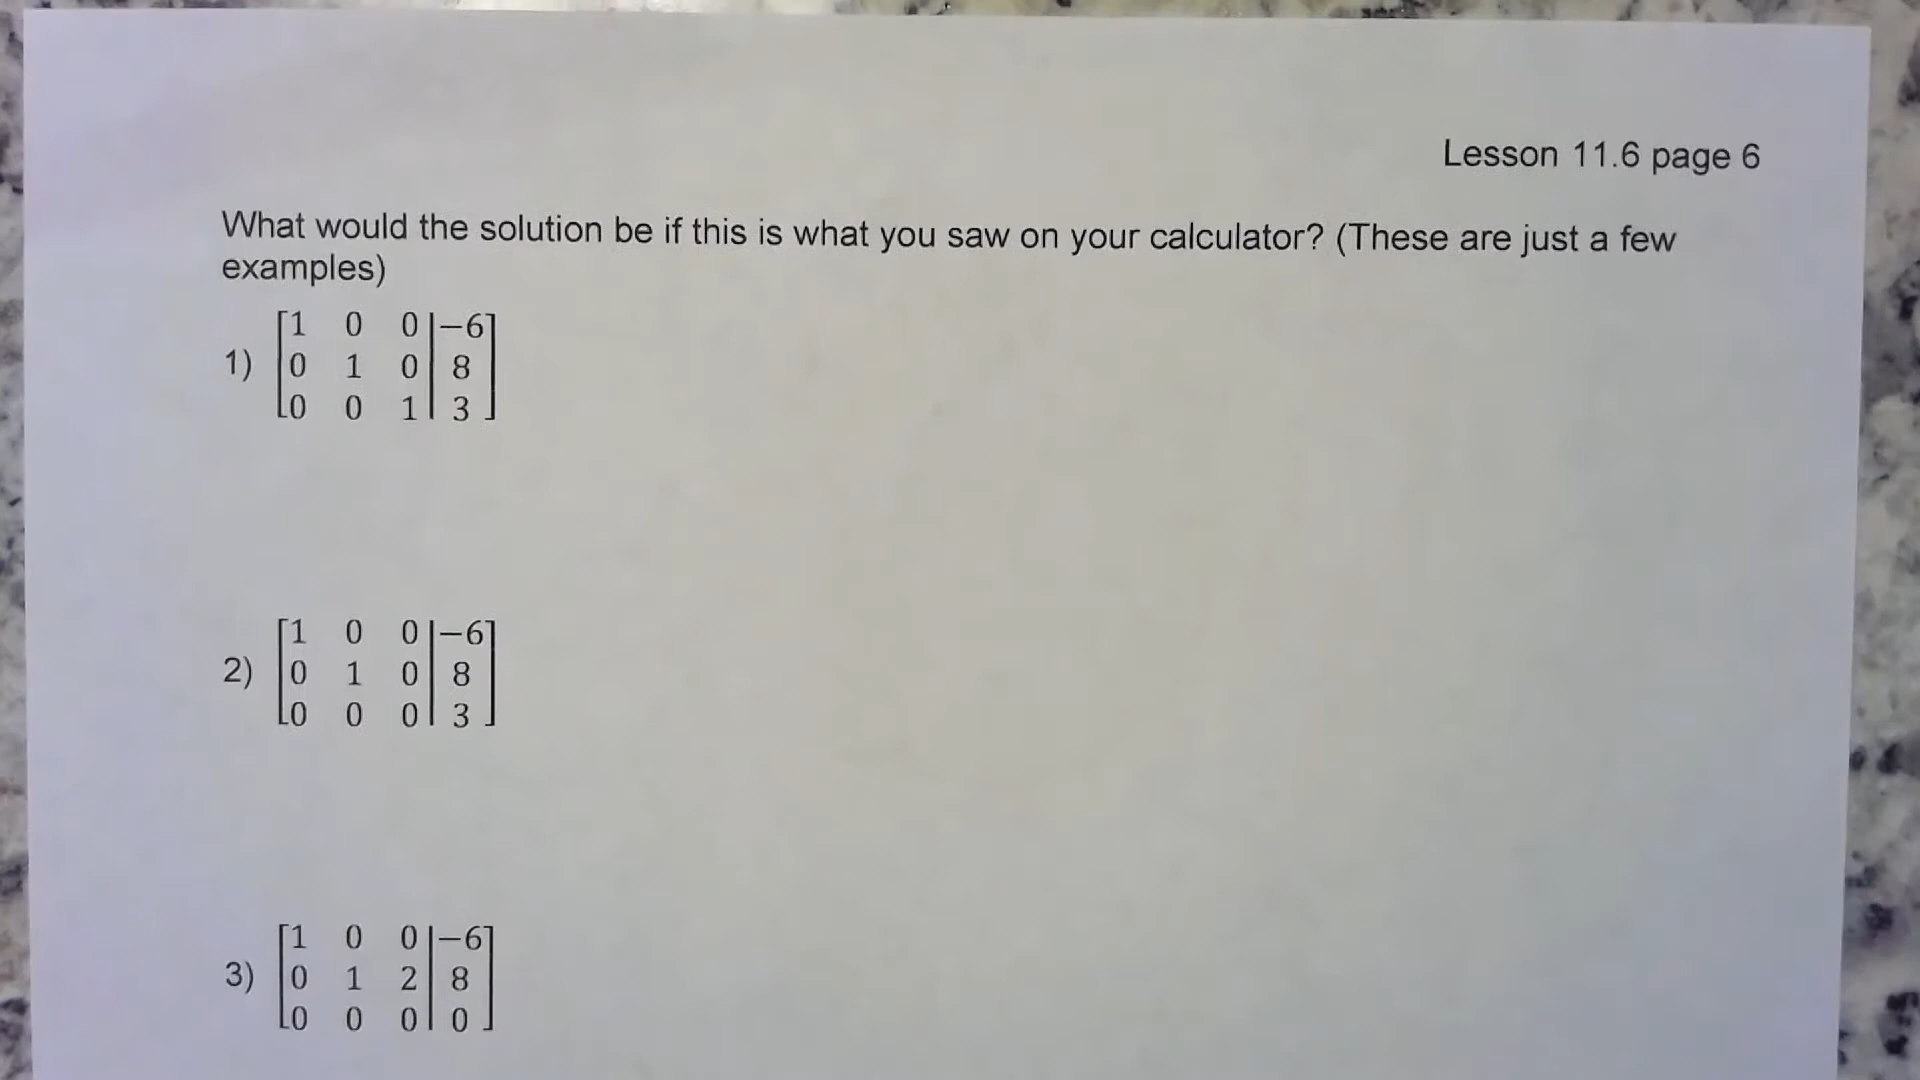 Lesson 11.6 page 6
What would the solution be if this is what you saw on your calculator? (These are just a few
examples)
1) [1 0 0 | -6]
[0 1 0 | 8]
[0 0 1 | 3]
2) [1 0 0 | -6]
[0 1 0 | 8]
[0 0 0 | 3]
3) [1 0 0 | -6]
[0 1 2 | 8]
[0 0 0 | 0]